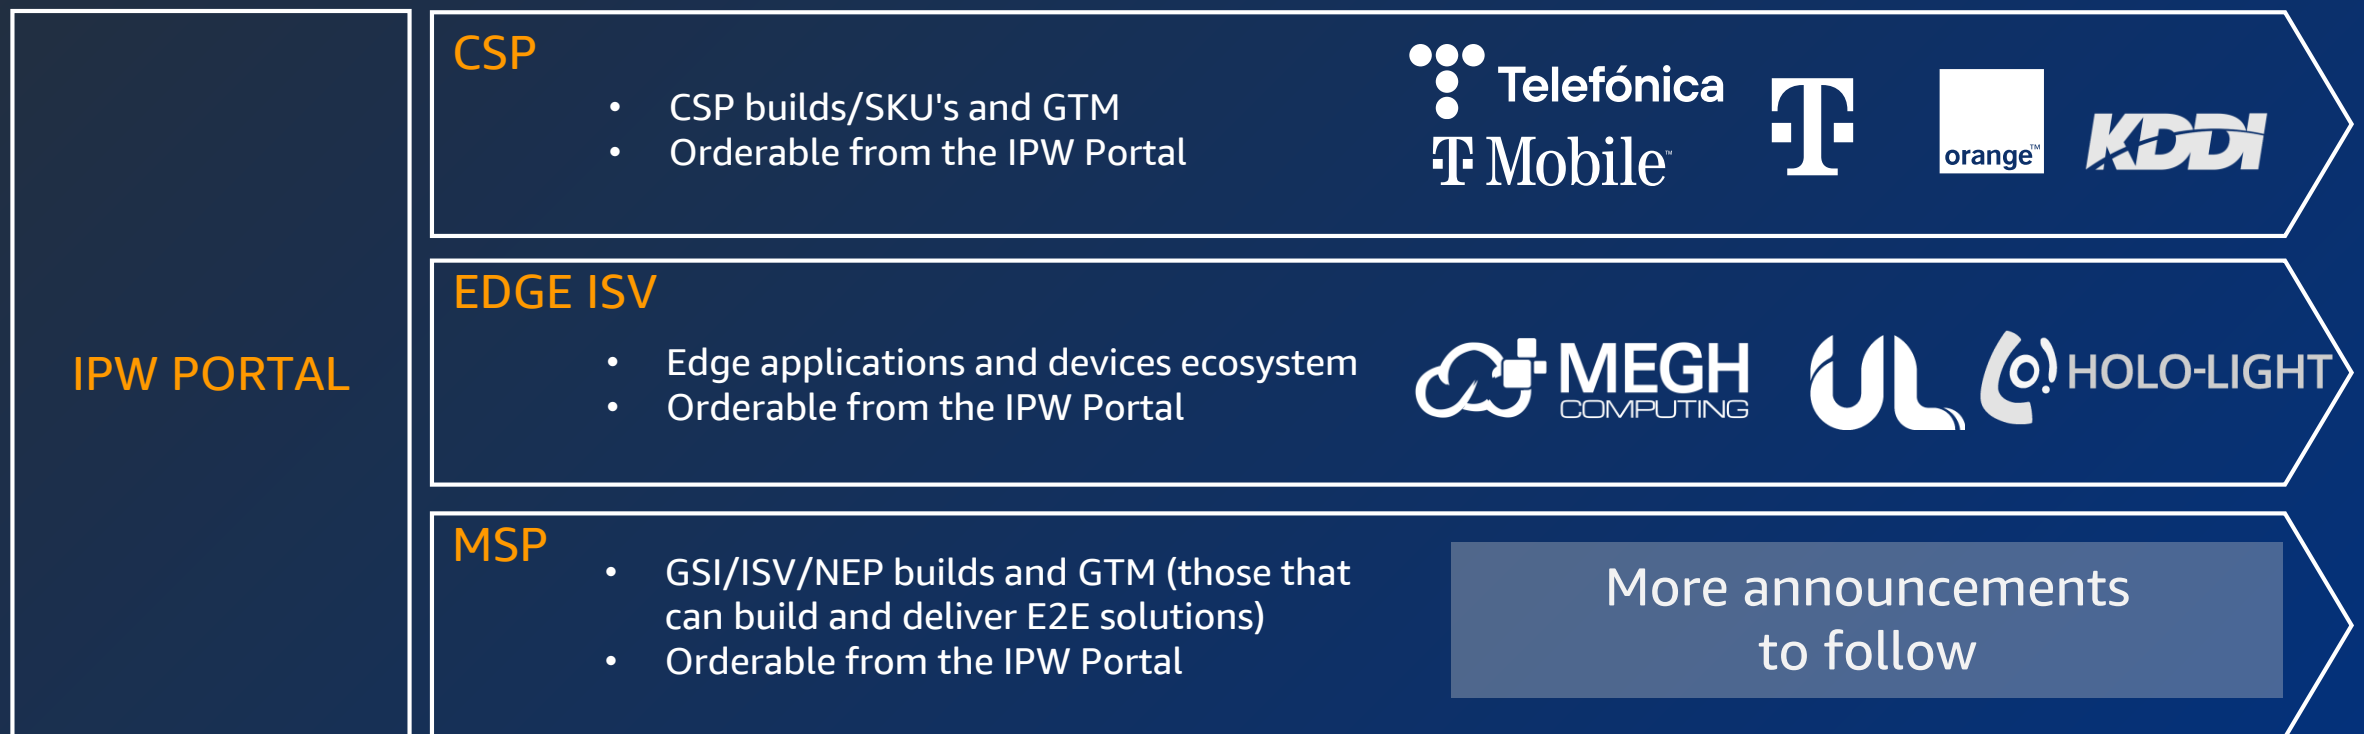 IPW PORTAL
CSP
• CSP builds/SKU's and GTM
• Orderable from the IPW Portal
Telefónica
T Mobile™
T
orange™
KDDI
EDGE ISV
• Edge applications and devices ecosystem
• Orderable from the IPW Portal
MEGH
COMPUTING
UL
HOLO-LIGHT
MSP
• GSI/ISV/NEP builds and GTM (those that
can build and deliver E2E solutions)
• Orderable from the IPW Portal
More announcements
to follow